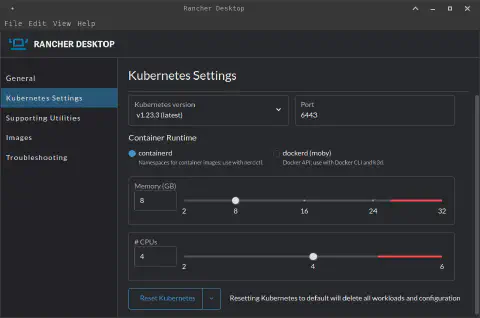 Rancher Desktop
File Edit View Help
RANCHER DESKTOP
General
Kubernetes Settings
Supporting Utilities
Images
Troubleshooting
Kubernetes Settings
Kubernetes version
v1.23.3 (latest)
Port
6443
Container Runtime
containerd
Namespaces for container images; use with nerdctl.
dockerd (moby)
Docker API; use with Docker CLI and k3d.
Memory (GB)
8
2 8 16 24 32
# CPUs
4
2 4 6
Reset Kubernetes
Resetting Kubernetes to default will delete all workloads and configuration